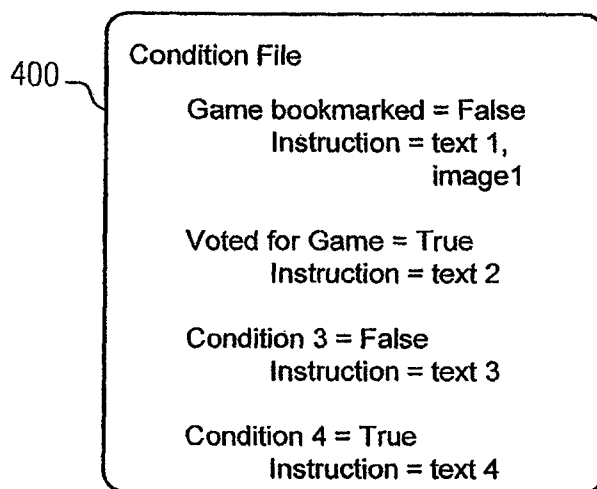 400
Condition File
Game bookmarked = False
Instruction = text 1,
image1
Voted for Game = True
Instruction = text 2
Condition 3 = False
Instruction = text 3
Condition 4 = True
Instruction = text 4